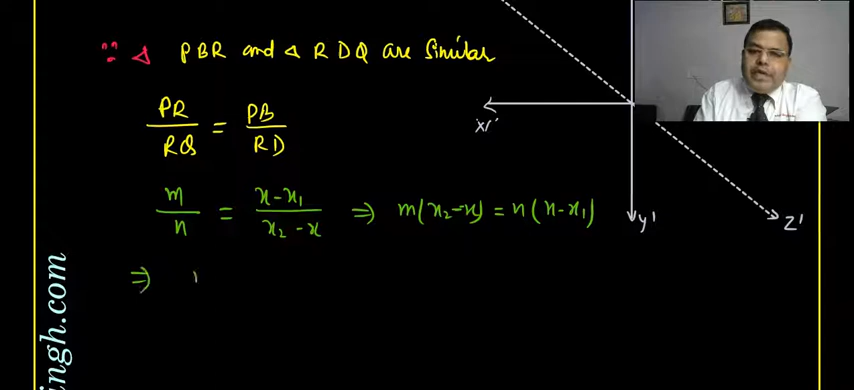 ∵ Δ PBR and Δ RDQ are Similar
PR/RQ = PB/RD
x'
m/n = (x-x₁)/(x₂-x) ⇒ m(x₂-x) = n(x-x₁)
y'
z'
⇒
ingh.com